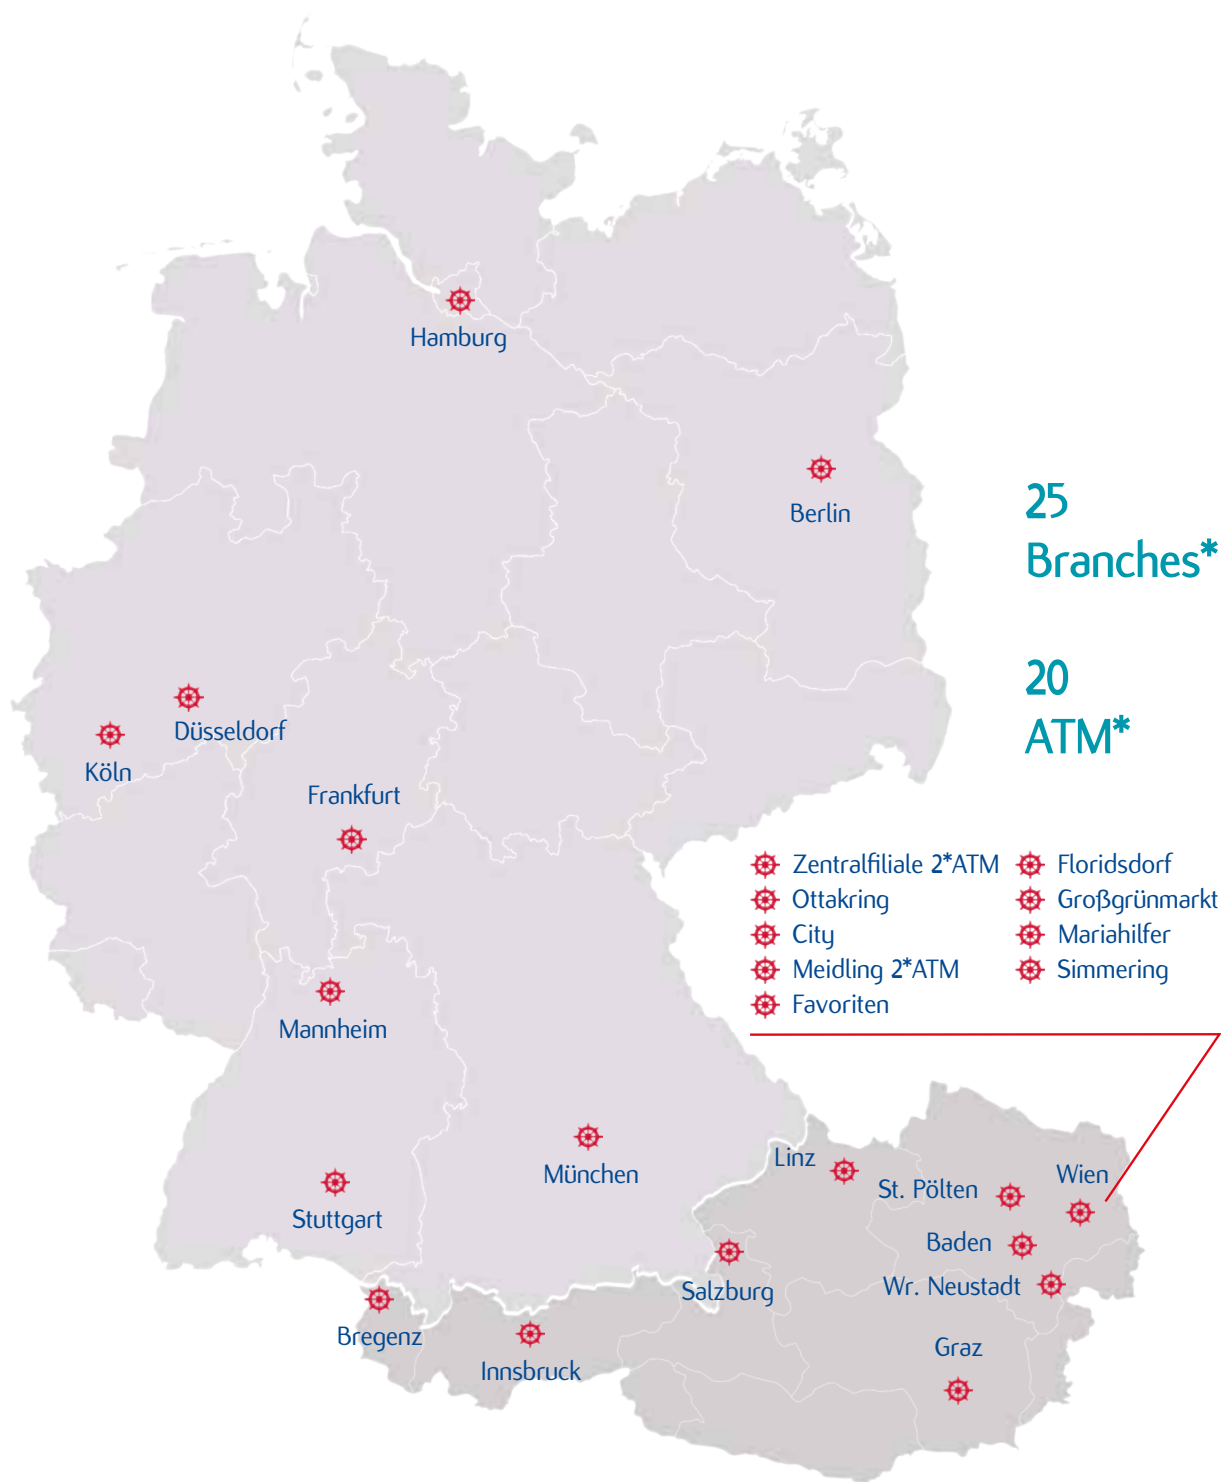 Hamburg
Berlin
25
Branches*
20
ATM*
Düsseldorf
Köln
Frankfurt
Zentralfiliale 2*ATM
Ottakring
City
Meidling 2*ATM
Favoriten
Floridsdorf
Großgrünmarkt
Mariahilfer
Simmering
Mannheim
München
Stuttgart
Linz
St. Pölten
Wien
Baden
Wr. Neustadt
Salzburg
Bregenz
Innsbruck
Graz